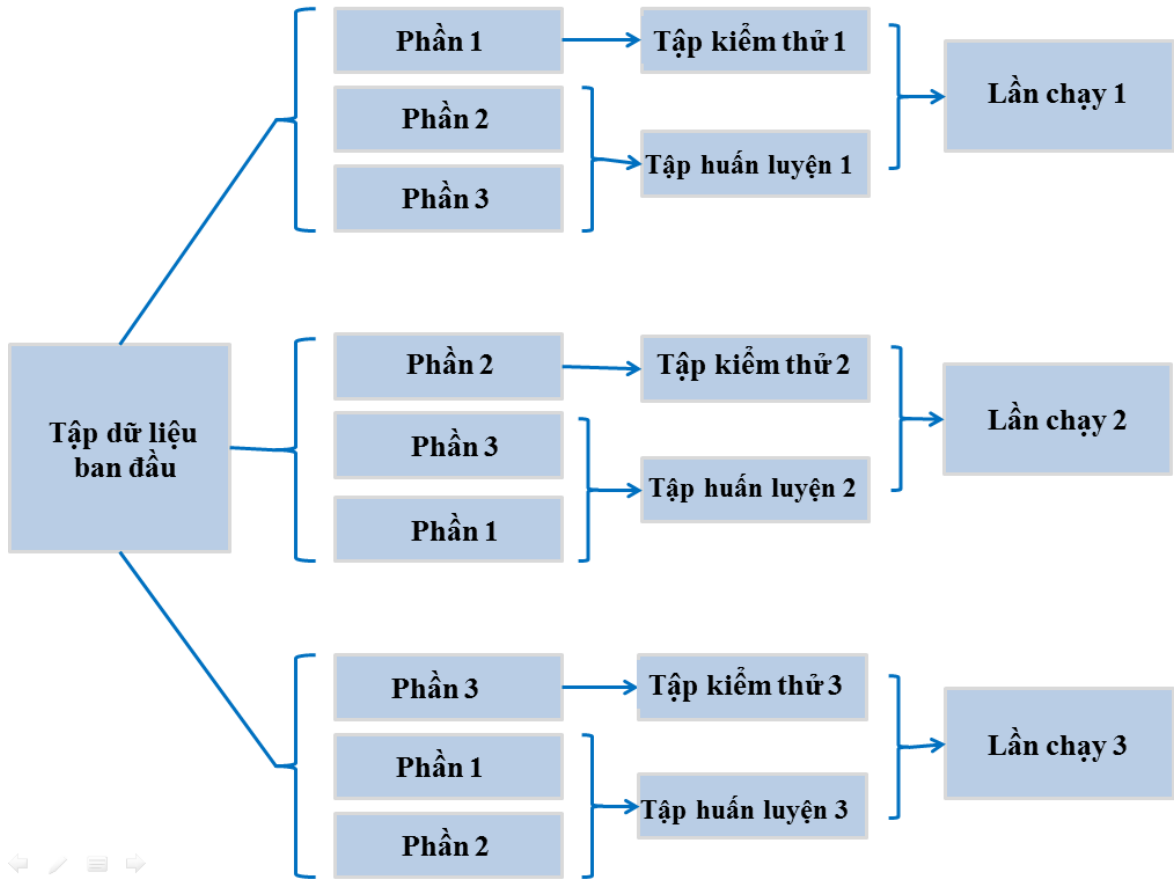 Phần 1
Tập kiểm thử 1
Lần chạy 1
Phần 2
Tập huấn luyện 1
Phần 3
Tập dữ liệu
ban đầu
Phần 2
Tập kiểm thử 2
Lần chạy 2
Phần 3
Tập huấn luyện 2
Phần 1
Phần 3
Tập kiểm thử 3
Lần chạy 3
Phần 1
Tập huấn luyện 3
Phần 2